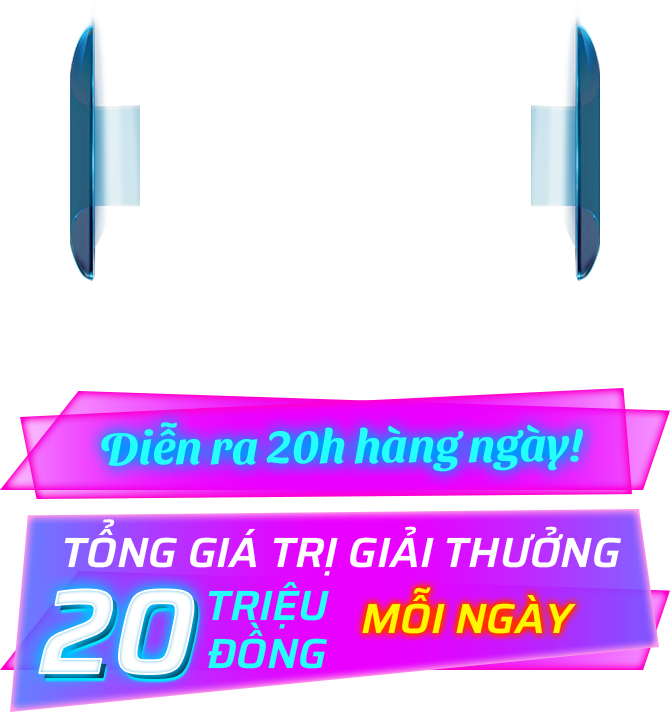 Diễn ra 20h hàng ngày!
TỔNG GIÁ TRỊ GIẢI THƯỞNG
20 TRIỆU ĐỒNG MỖI NGÀY